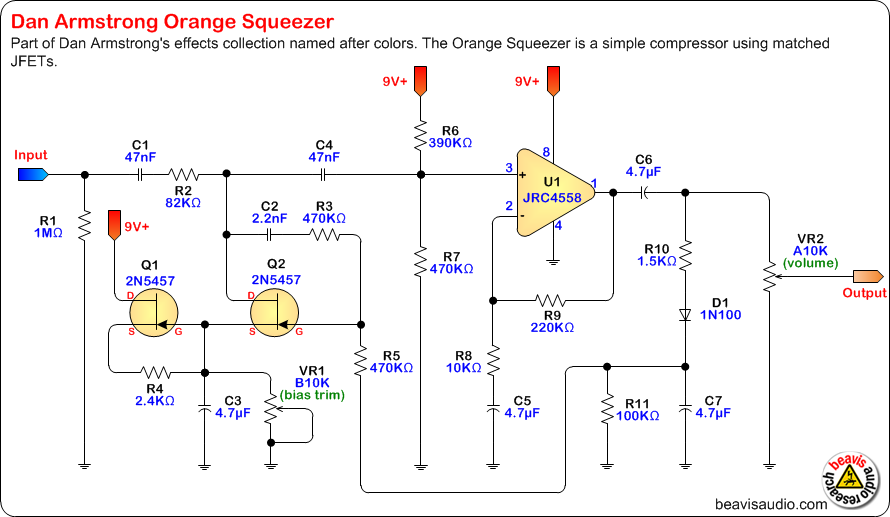 Dan Armstrong Orange Squeezer
Part of Dan Armstrong's effects collection named after colors. The Orange Squeezer is a simple compressor using matched
JFETs.
9V+
9V+
R6
390KΩ
Input
C1
47nF
C4
47nF
R2
82KΩ
3
+
8
U1
JRC4558
1
2
-
4
C6
4.7µF
R1
1MΩ
9V+
C2
2.2nF
R3
470KΩ
R7
470KΩ
R10
1.5KΩ
VR2
A10K
(volume)
Output
Q1
2N5457
D
S
G
Q2
2N5457
D
S
G
R9
220KΩ
D1
1N100
R4
2.4KΩ
C3
4.7µF
VR1
B10K
(bias trim)
R5
470KΩ
R8
10KΩ
C5
4.7µF
R11
100KΩ
C7
4.7µF
beavis
audio research
beavisaudio.com